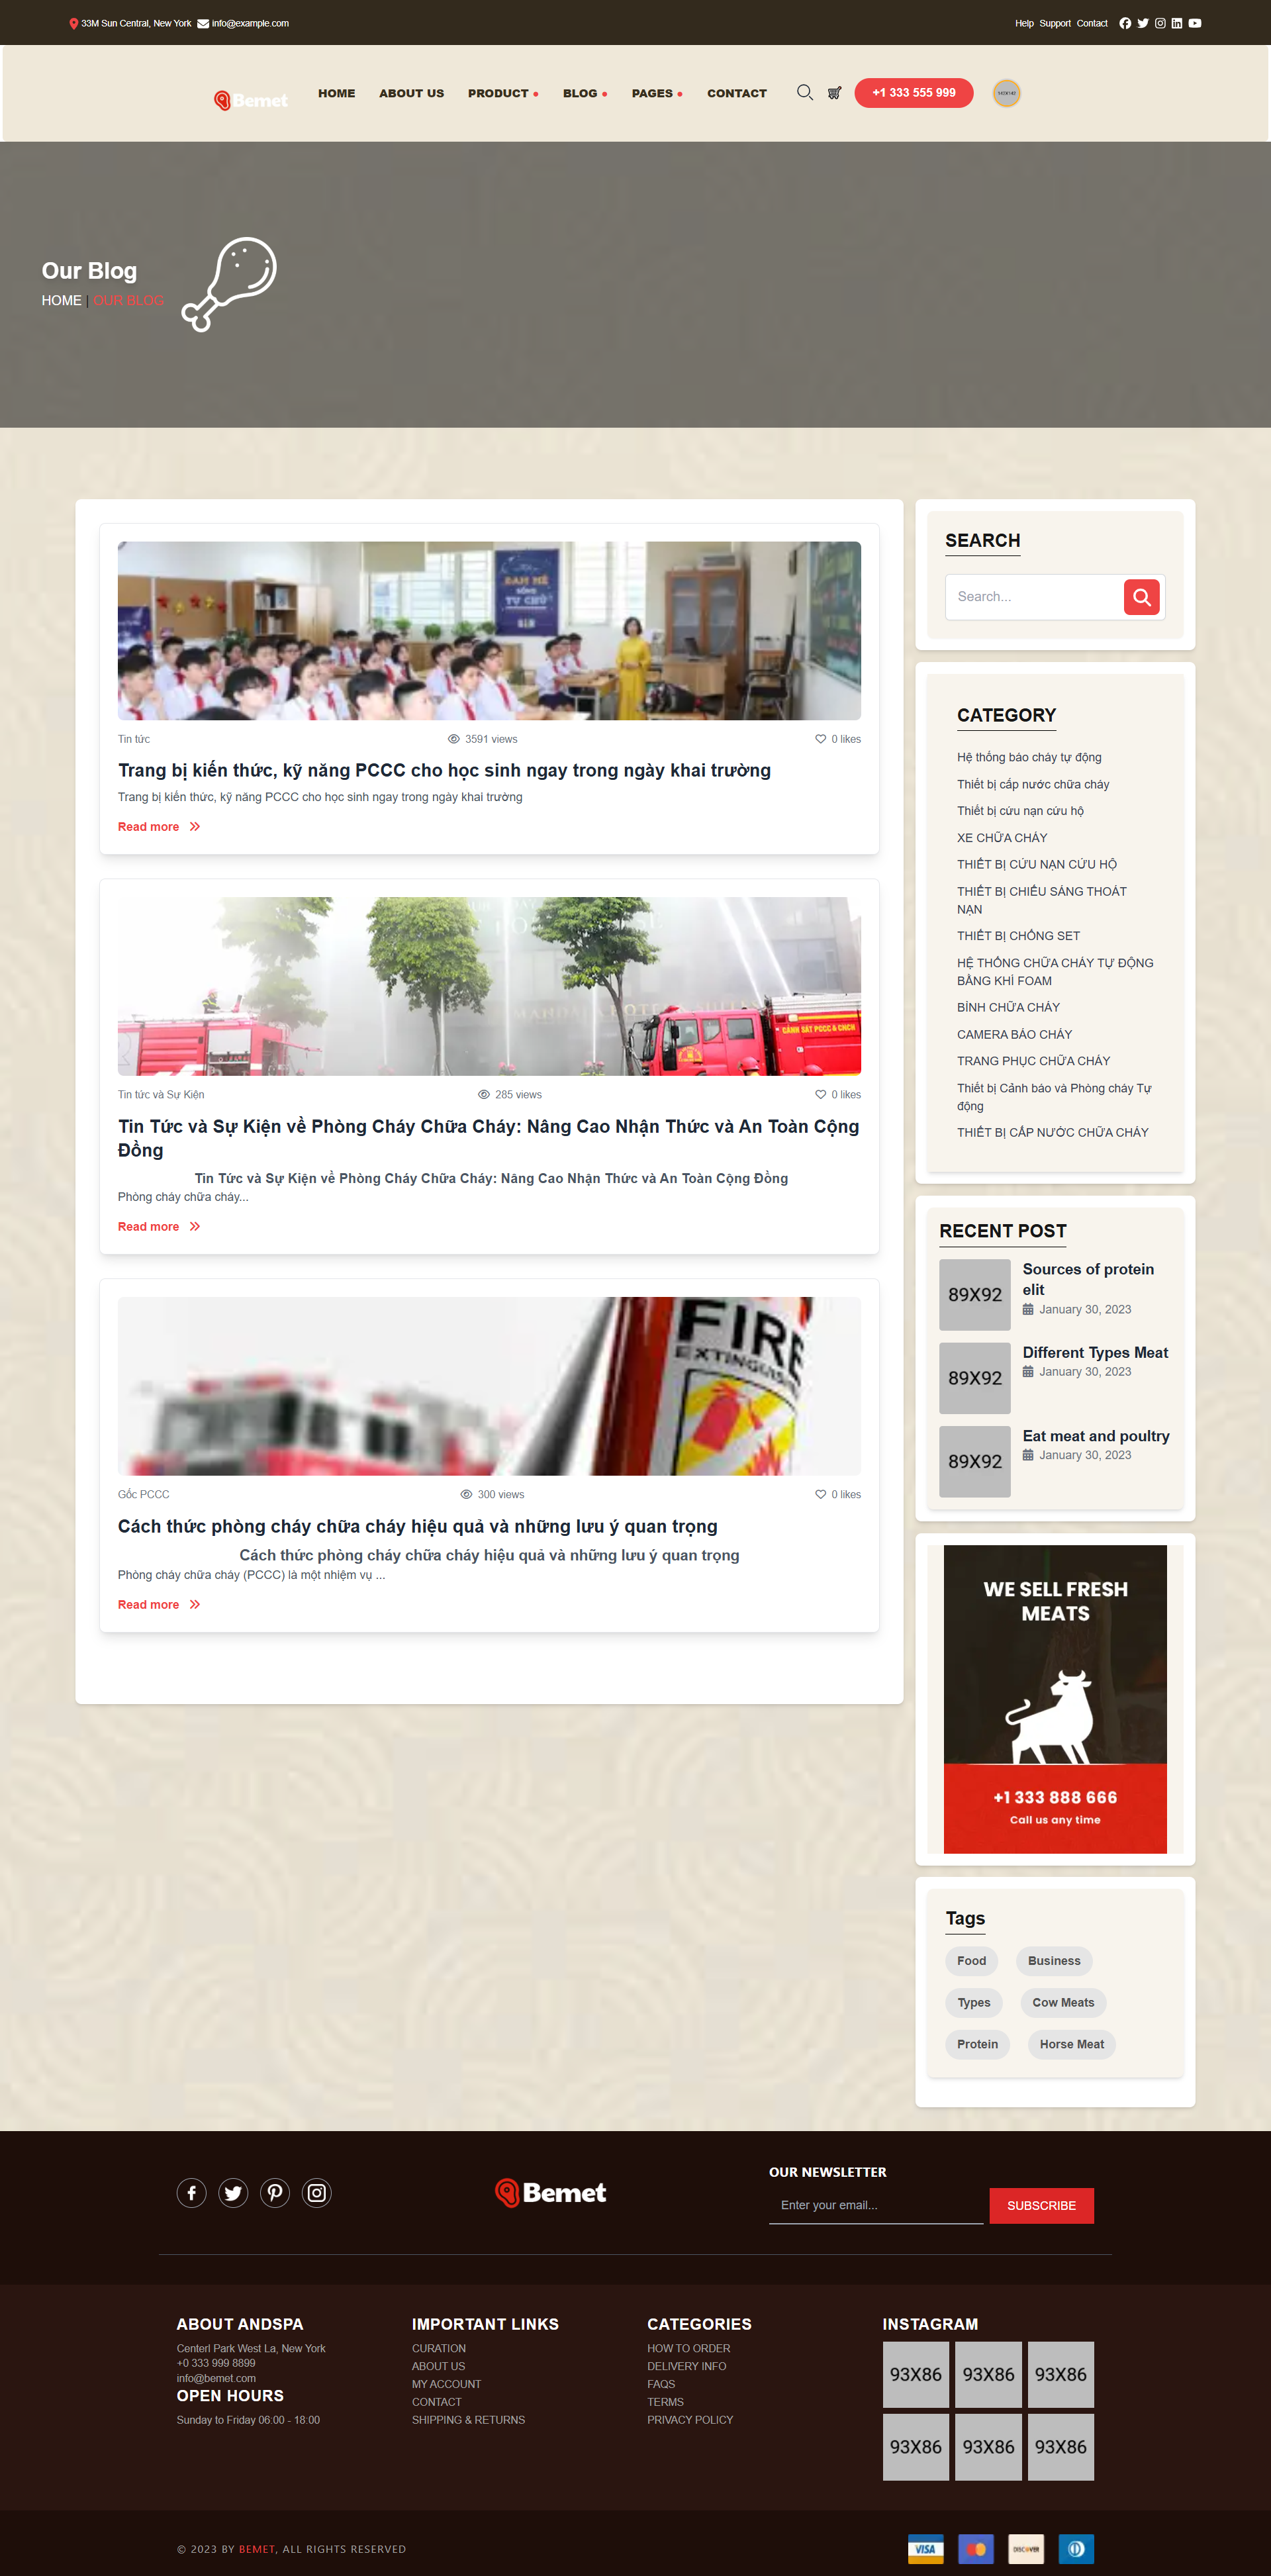 33M Sun Central, New York info@example.com
Help Support Contact
Bemet
HOME ABOUT US PRODUCT BLOG PAGES CONTACT
+1 333 555 999
Our Blog
HOME | OUR BLOG
ĐAM MÊ
SỐNG
TỰ CHỦ
Tin tức 3591 views 0 likes
Trang bị kiến thức, kỹ năng PCCC cho học sinh ngay trong ngày khai trường
Trang bị kiến thức, kỹ năng PCCC cho học sinh ngay trong ngày khai trường
Read more
CẢNH SÁT PCCC & CNCH
Tin tức và Sự Kiện 285 views 0 likes
Tin Tức và Sự Kiện về Phòng Cháy Chữa Cháy: Nâng Cao Nhận Thức và An Toàn Cộng
Đồng
Tin Tức và Sự Kiện về Phòng Cháy Chữa Cháy: Nâng Cao Nhận Thức và An Toàn Cộng Đồng
Phòng cháy chữa cháy...
Read more
FIRE
Gốc PCCC 300 views 0 likes
Cách thức phòng cháy chữa cháy hiệu quả và những lưu ý quan trọng
Cách thức phòng cháy chữa cháy hiệu quả và những lưu ý quan trọng
Phòng cháy chữa cháy (PCCC) là một nhiệm vụ ...
Read more
SEARCH
Search...
CATEGORY
Hệ thống báo cháy tự động
Thiết bị cấp nước chữa cháy
Thiết bị cứu nạn cứu hộ
XE CHỮA CHÁY
THIẾT BỊ CỨU NẠN CỨU HỘ
THIẾT BỊ CHIẾU SÁNG THOÁT
NẠN
THIẾT BỊ CHỐNG SET
HỆ THỐNG CHỮA CHÁY TỰ ĐỘNG
BẰNG KHÍ FOAM
BÌNH CHỮA CHÁY
CAMERA BÁO CHÁY
TRANG PHỤC CHỮA CHÁY
Thiết bị Cảnh báo và Phòng cháy Tự
động
THIẾT BỊ CẤP NƯỚC CHỮA CHÁY
RECENT POST
89X92
Sources of protein
elit
January 30, 2023
89X92
Different Types Meat
January 30, 2023
89X92
Eat meat and poultry
January 30, 2023
WE SELL FRESH
MEATS
+1 333 888 666
Call us any time
Tags
Food Business
Types Cow Meats
Protein Horse Meat
Bemet
OUR NEWSLETTER
Enter your email...
SUBSCRIBE
ABOUT ANDSPA
Centerl Park West La, New York
+0 333 999 8899
info@bemet.com
OPEN HOURS
Sunday to Friday 06:00 - 18:00
IMPORTANT LINKS
CURATION
ABOUT US
MY ACCOUNT
CONTACT
SHIPPING & RETURNS
CATEGORIES
HOW TO ORDER
DELIVERY INFO
FAQS
TERMS
PRIVACY POLICY
INSTAGRAM
93X86 93X86 93X86
93X86 93X86 93X86
© 2023 BY BEMET, ALL RIGHTS RESERVED
VISA DISCOVER